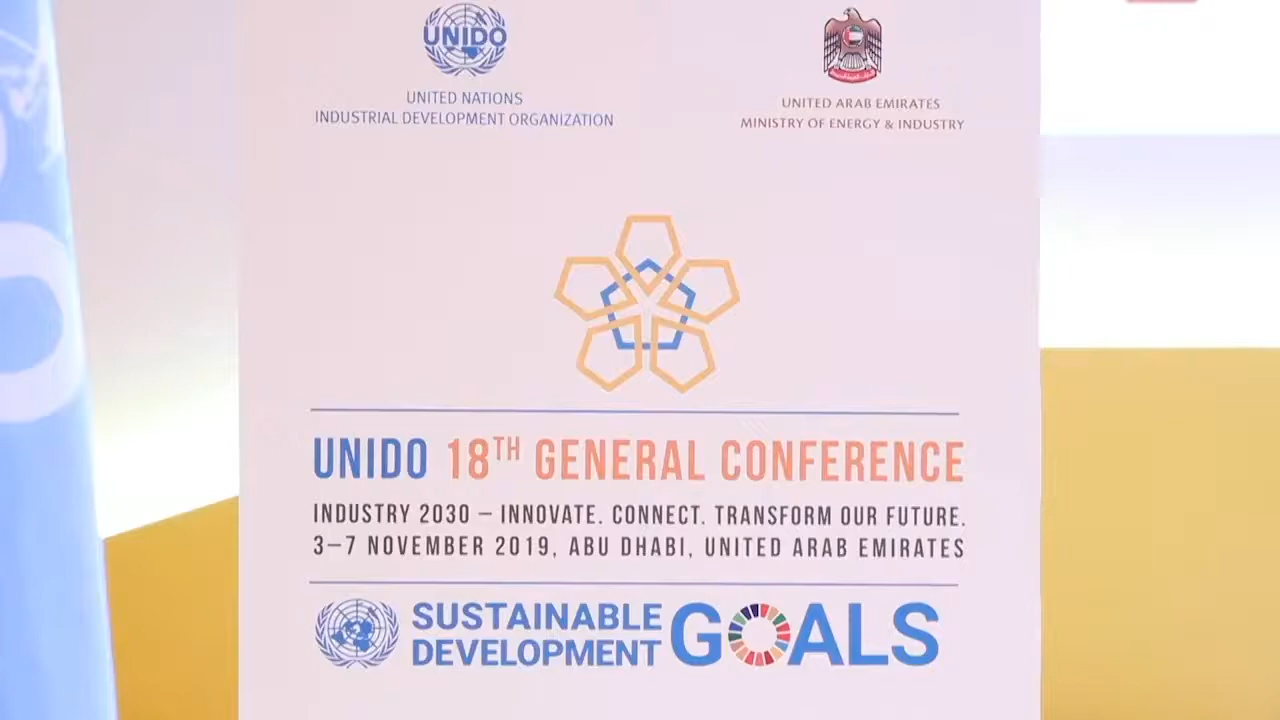 UNIDO
UNITED NATIONS
INDUSTRIAL DEVELOPMENT ORGANIZATION
UNITED ARAB EMIRATES
MINISTRY OF ENERGY & INDUSTRY
UNIDO 18TH GENERAL CONFERENCE
INDUSTRY 2030 – INNOVATE. CONNECT. TRANSFORM OUR FUTURE.
3–7 NOVEMBER 2019, ABU DHABI, UNITED ARAB EMIRATES
SUSTAINABLE
DEVELOPMENT
GOALS